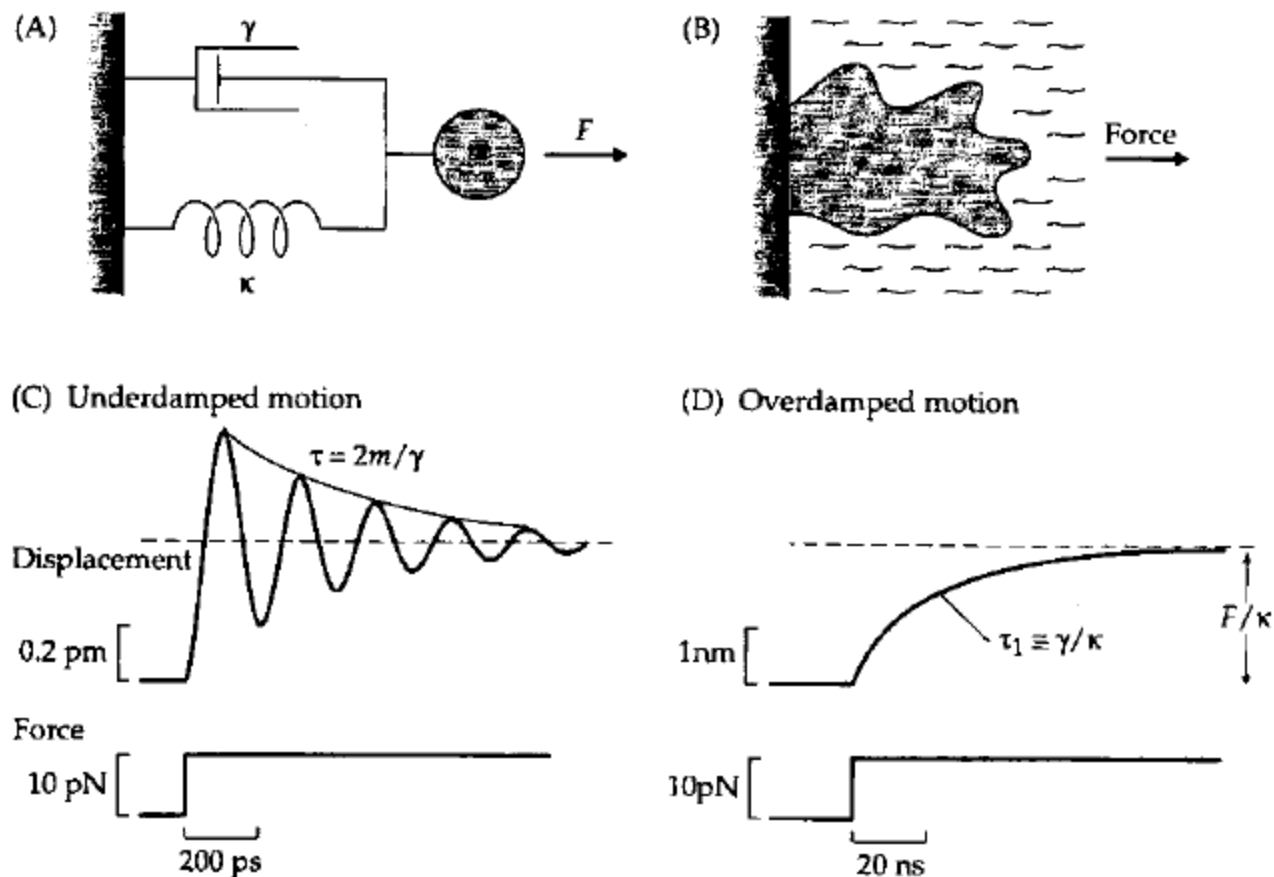 (A)
γ
F
κ
(B)
Force
(C) Underdamped motion
τ = 2m/γ
Displacement
0.2 pm
Force
10 pN
200 ps
(D) Overdamped motion
F/κ
τ₁ ≡ γ/κ
1nm
10pN
20 ns